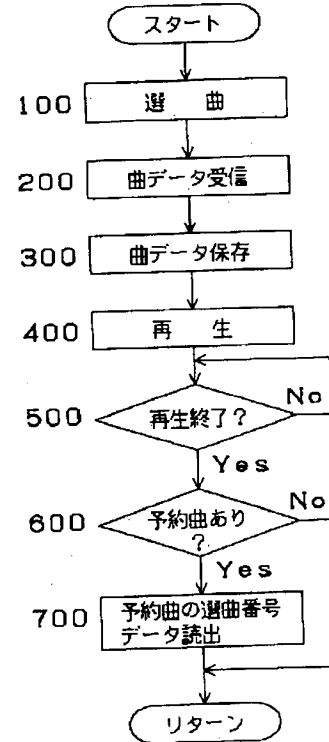 スタート
100 選曲
200 曲データ受信
300 曲データ保存
400 再生
500 再生終了? No
Yes
600 予約曲あり No
?
Yes
700 予約曲の選曲番号
データ読出
リターン